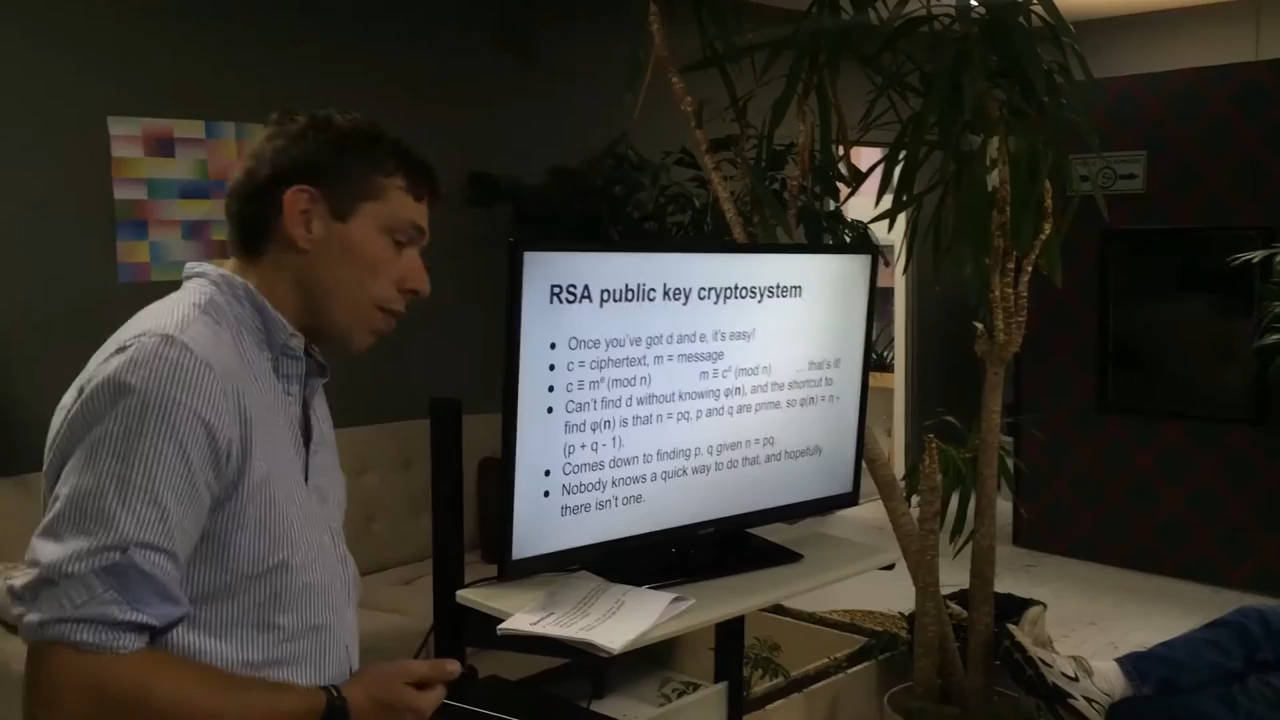 RSA public key cryptosystem
● Once you've got d and e, it's easy!
● c = ciphertext, m = message
● c ≡ mᵉ (mod n) m ≡ cᵈ (mod n) ... that's it!
● Can't find d without knowing φ(n), and the shortcut to
find φ(n) is that n = pq, p and q are prime, so φ(n) = n -
(p + q - 1).
● Comes down to finding p, q given n = pq.
● Nobody knows a quick way to do that, and hopefully
there isn't one.